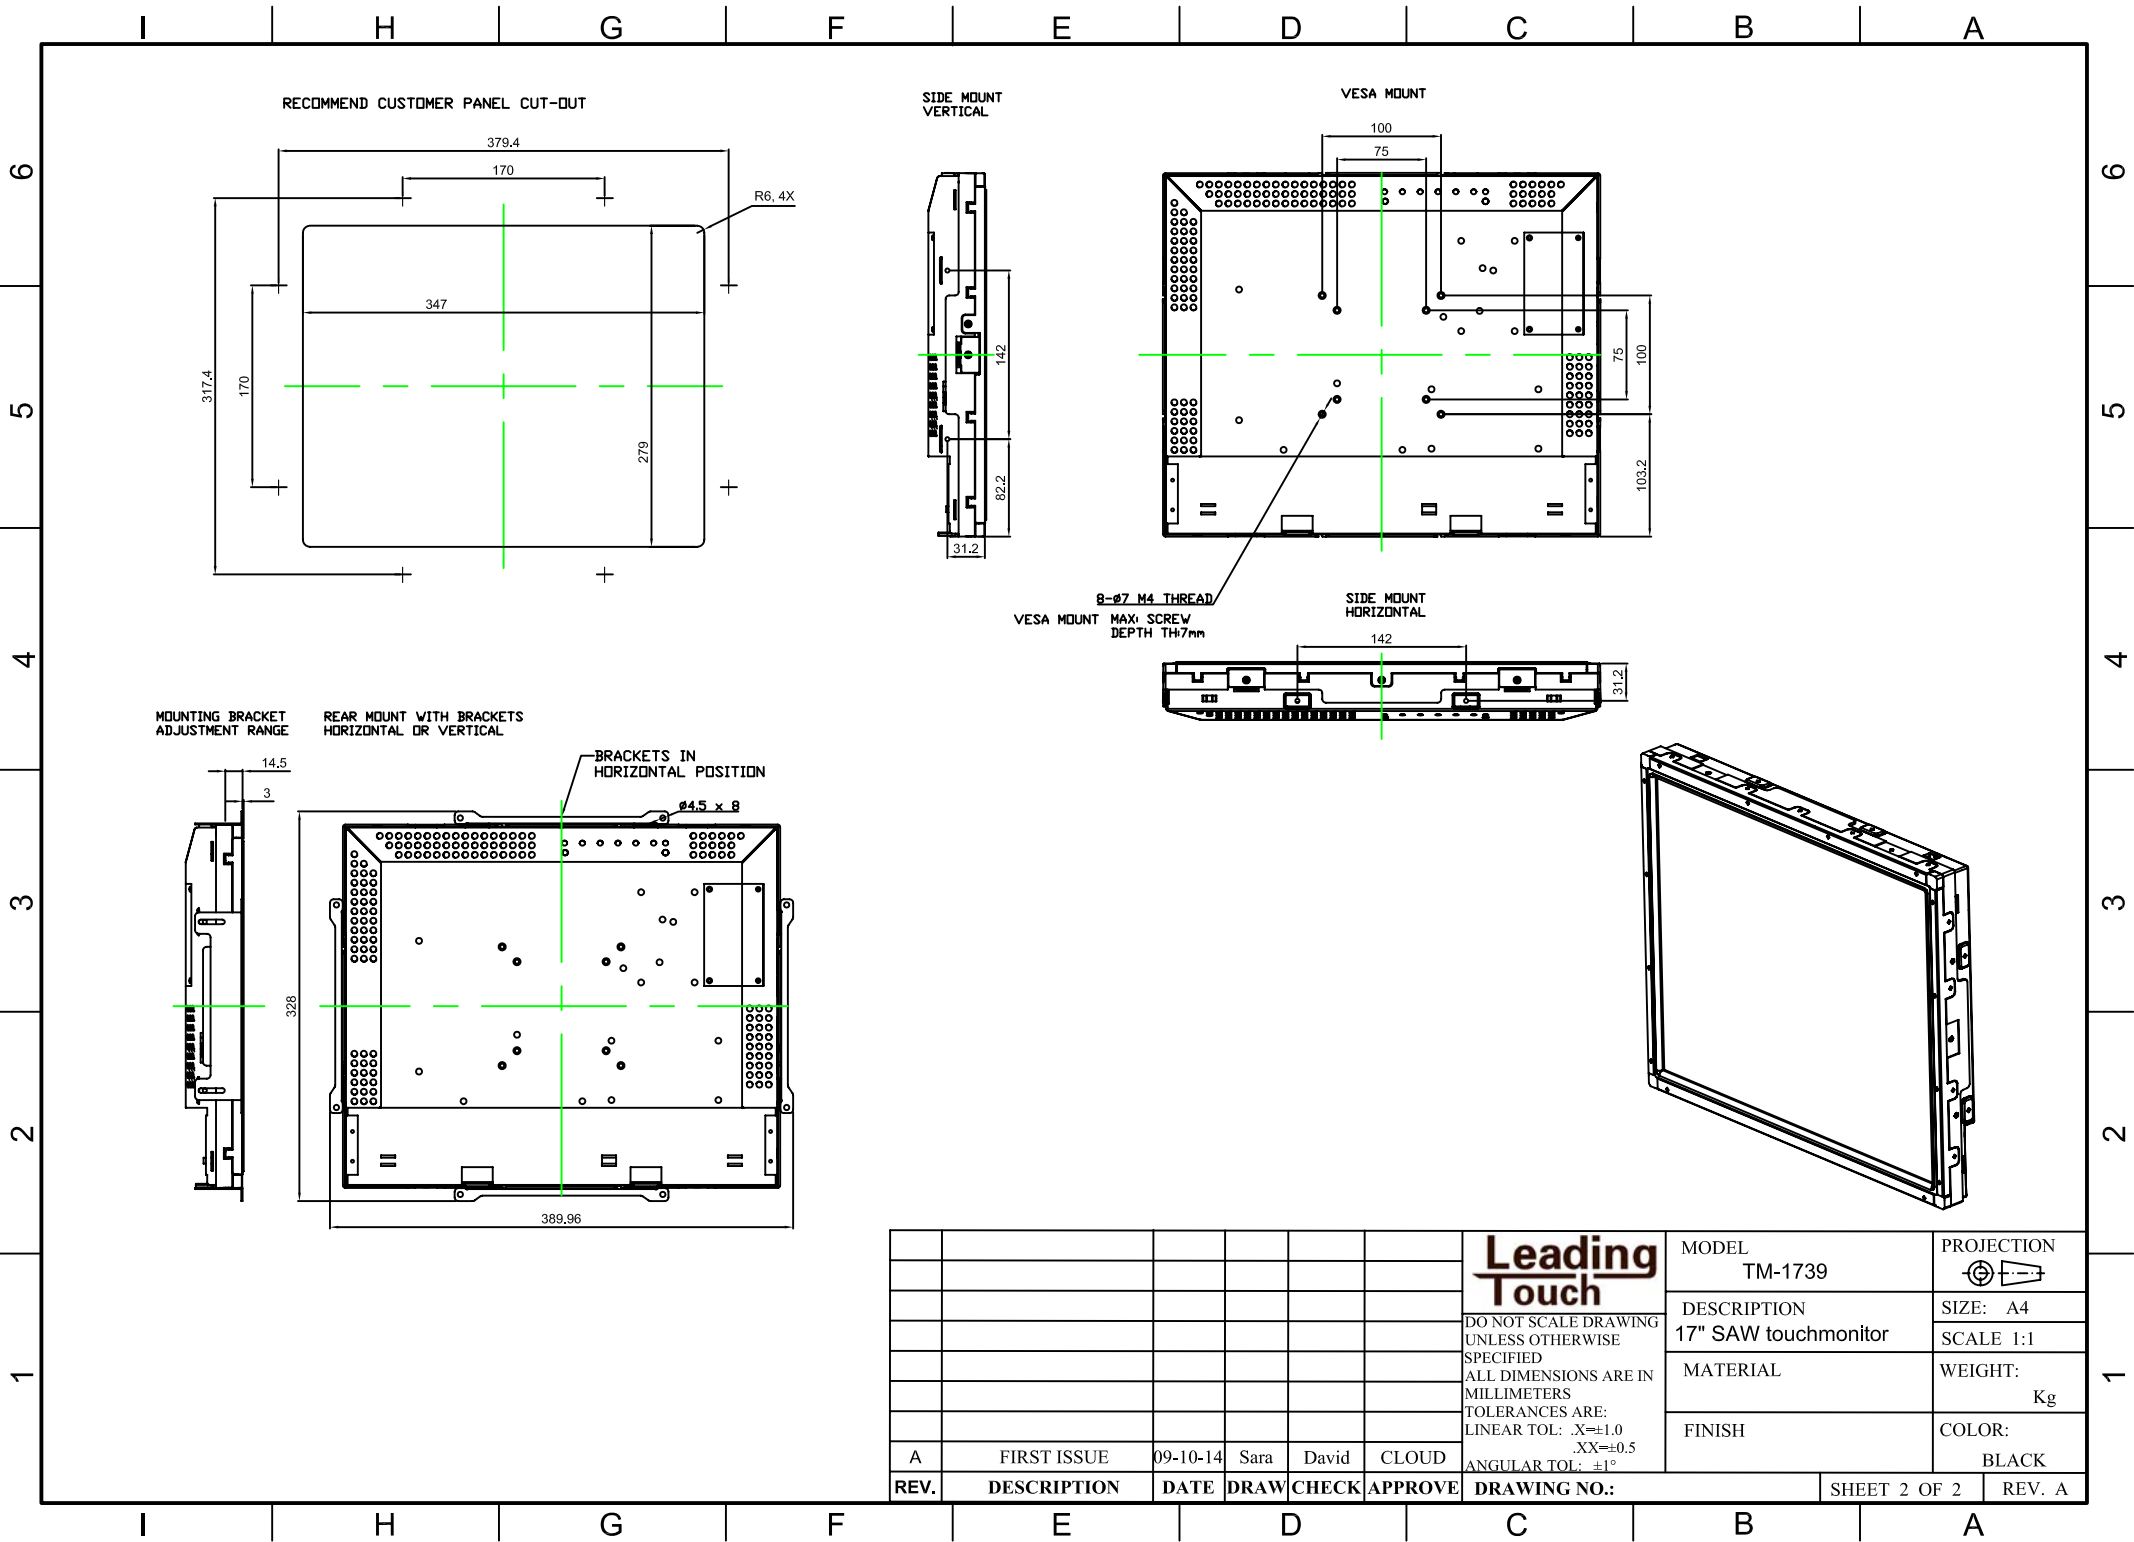 I H G F E D C B A
6 6
5 5
4 4
3 3
2 2
1 1
RECOMMEND CUSTOMER PANEL CUT-OUT
379.4
170
R6, 4X
347
317.4
170
279
SIDE MOUNT
VERTICAL
142
82.2
31.2
VESA MOUNT
100
75
75
100
103.2
8-ø7 M4 THREAD
VESA MOUNT MAX: SCREW
DEPTH TH:7mm
SIDE MOUNT
HORIZONTAL
142
31.2
MOUNTING BRACKET
ADJUSTMENT RANGE
14.5
3
REAR MOUNT WITH BRACKETS
HORIZONTAL OR VERTICAL
BRACKETS IN
HORIZONTAL POSITION
ø4.5 x 8
328
389.96
Leading
Touch
DO NOT SCALE DRAWING
UNLESS OTHERWISE
SPECIFIED
ALL DIMENSIONS ARE IN
MILLIMETERS
TOLERANCES ARE:
LINEAR TOL: .X=±1.0
.XX=±0.5
ANGULAR TOL: ±1°
MODEL
TM-1739
PROJECTION
DESCRIPTION
17" SAW touchmonitor
SIZE: A4
SCALE 1:1
MATERIAL
WEIGHT:
Kg
FINISH
COLOR:
BLACK
A FIRST ISSUE 09-10-14 Sara David CLOUD
REV. DESCRIPTION DATE DRAW CHECK APPROVE DRAWING NO.: SHEET 2 OF 2 REV. A
I H G F E D C B A